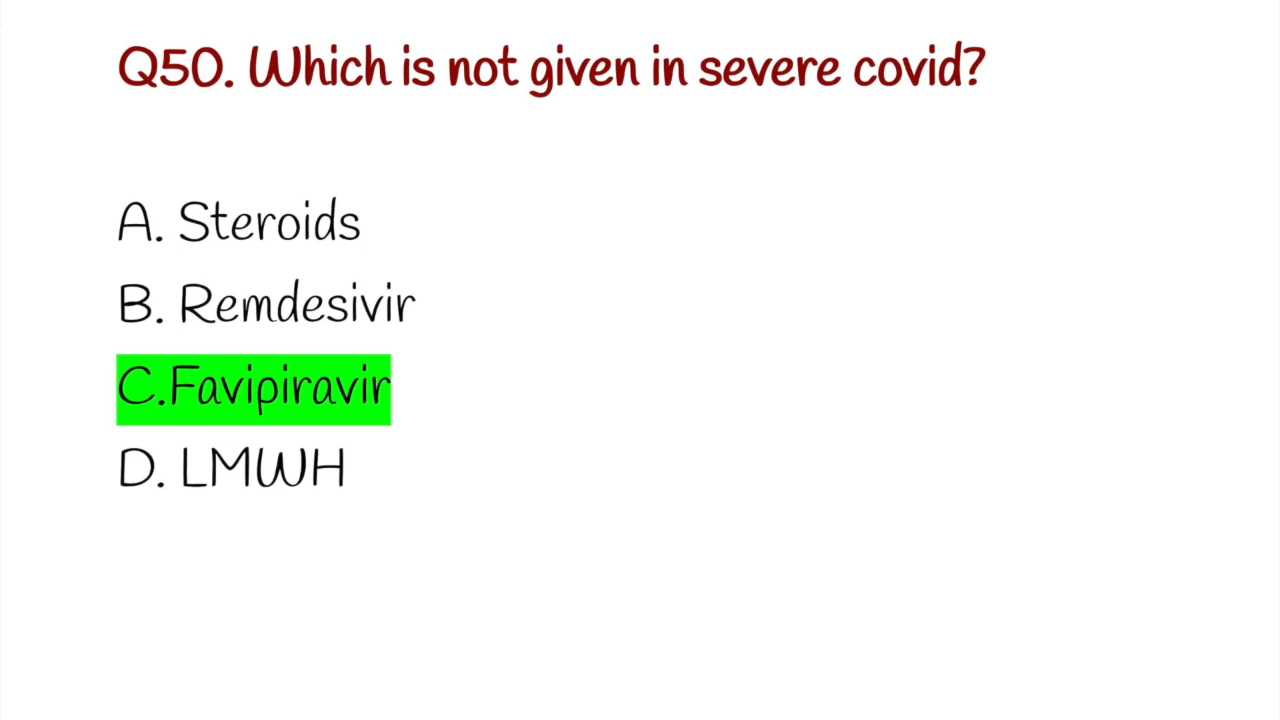 Q50. Which is not given in severe covid?
A. Steroids
B. Remdesivir
C.Favipiravir
D. LMWH